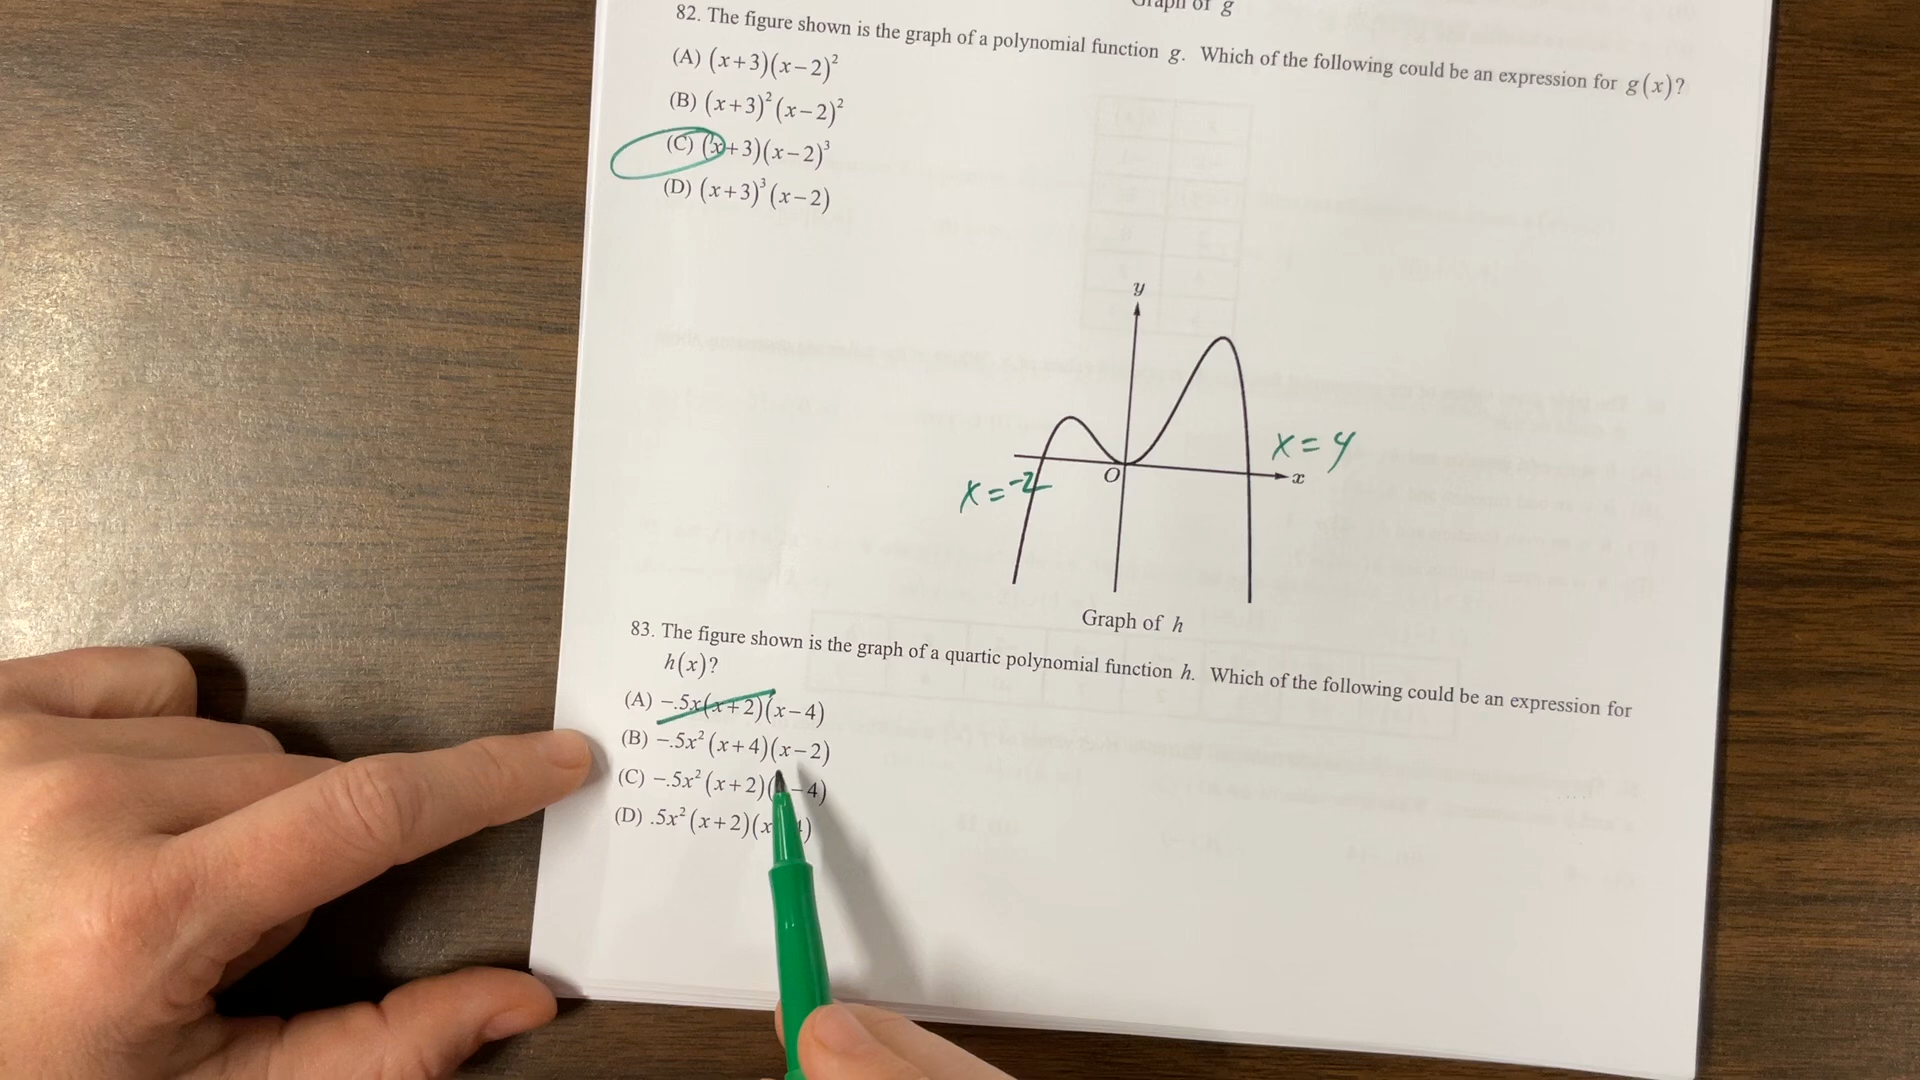 Graph of g
82. The figure shown is the graph of a polynomial function g. Which of the following could be an expression for g(x)?
(A) (x+3)(x−2)²
(B) (x+3)²(x−2)²
(C) (x+3)(x−2)³
(D) (x+3)³(x−2)
y
x = 4
x
O
x = -2
Graph of h
83. The figure shown is the graph of a quartic polynomial function h. Which of the following could be an expression for
h(x)?
(A) −.5x(x+2)(x−4)
(B) −.5x²(x+4)(x−2)
(C) −.5x²(x+2)( −4)
(D) .5x²(x+2)(x )